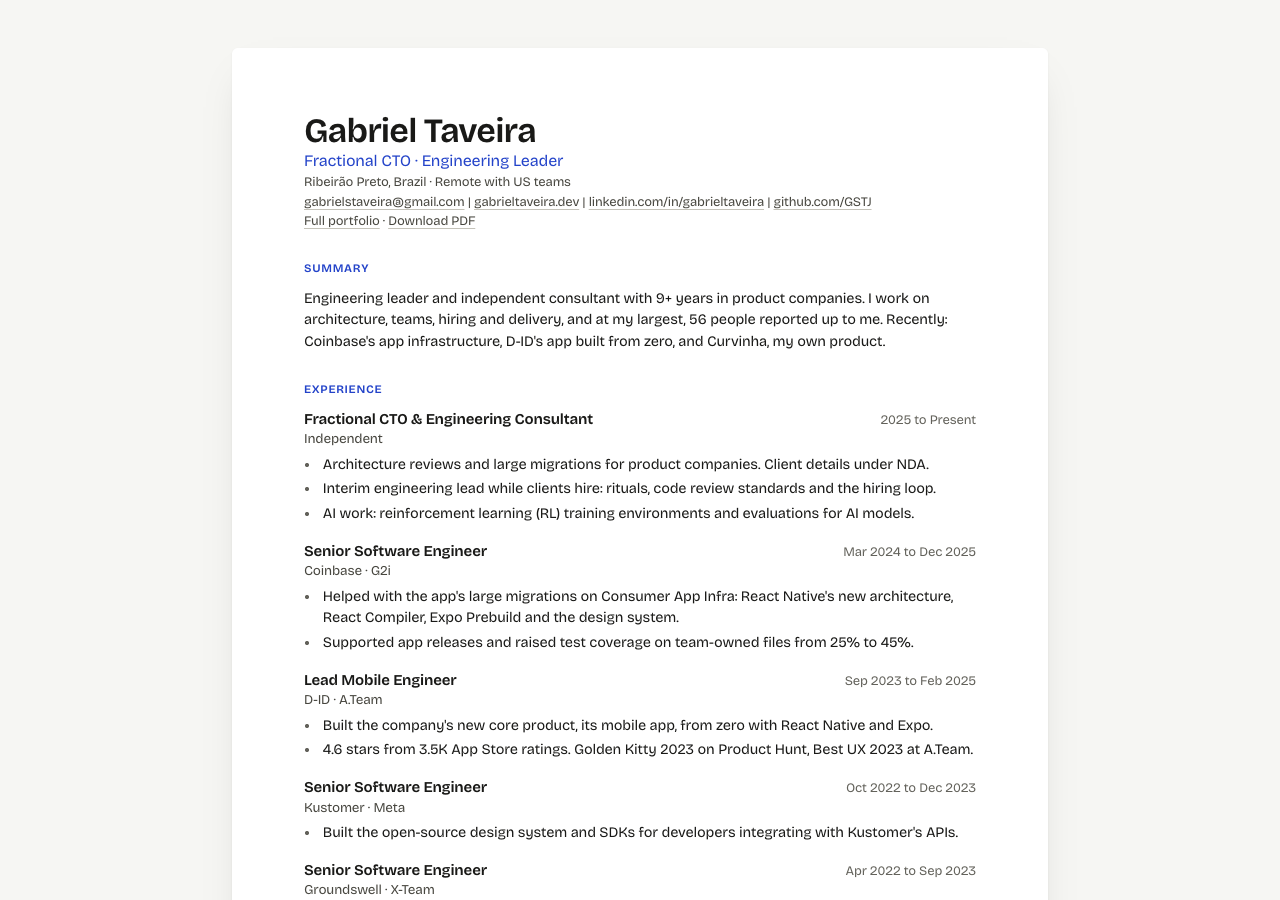 Gabriel Taveira
Fractional CTO · Engineering Leader
Ribeirão Preto, Brazil · Remote with US teams
gabrielstaveira@gmail.com | gabrieltaveira.dev | linkedin.com/in/gabrieltaveira | github.com/GSTJ
Full portfolio · Download PDF
SUMMARY
Engineering leader and independent consultant with 9+ years in product companies. I work on
architecture, teams, hiring and delivery, and at my largest, 56 people reported up to me. Recently:
Coinbase's app infrastructure, D-ID's app built from zero, and Curvinha, my own product.
EXPERIENCE
Fractional CTO & Engineering Consultant 2025 to Present
Independent
• Architecture reviews and large migrations for product companies. Client details under NDA.
• Interim engineering lead while clients hire: rituals, code review standards and the hiring loop.
• AI work: reinforcement learning (RL) training environments and evaluations for AI models.
Senior Software Engineer Mar 2024 to Dec 2025
Coinbase · G2i
• Helped with the app's large migrations on Consumer App Infra: React Native's new architecture,
React Compiler, Expo Prebuild and the design system.
• Supported app releases and raised test coverage on team-owned files from 25% to 45%.
Lead Mobile Engineer Sep 2023 to Feb 2025
D-ID · A.Team
• Built the company's new core product, its mobile app, from zero with React Native and Expo.
• 4.6 stars from 3.5K App Store ratings. Golden Kitty 2023 on Product Hunt, Best UX 2023 at A.Team.
Senior Software Engineer Oct 2022 to Dec 2023
Kustomer · Meta
• Built the open-source design system and SDKs for developers integrating with Kustomer's APIs.
Senior Software Engineer Apr 2022 to Sep 2023
Groundswell · X-Team